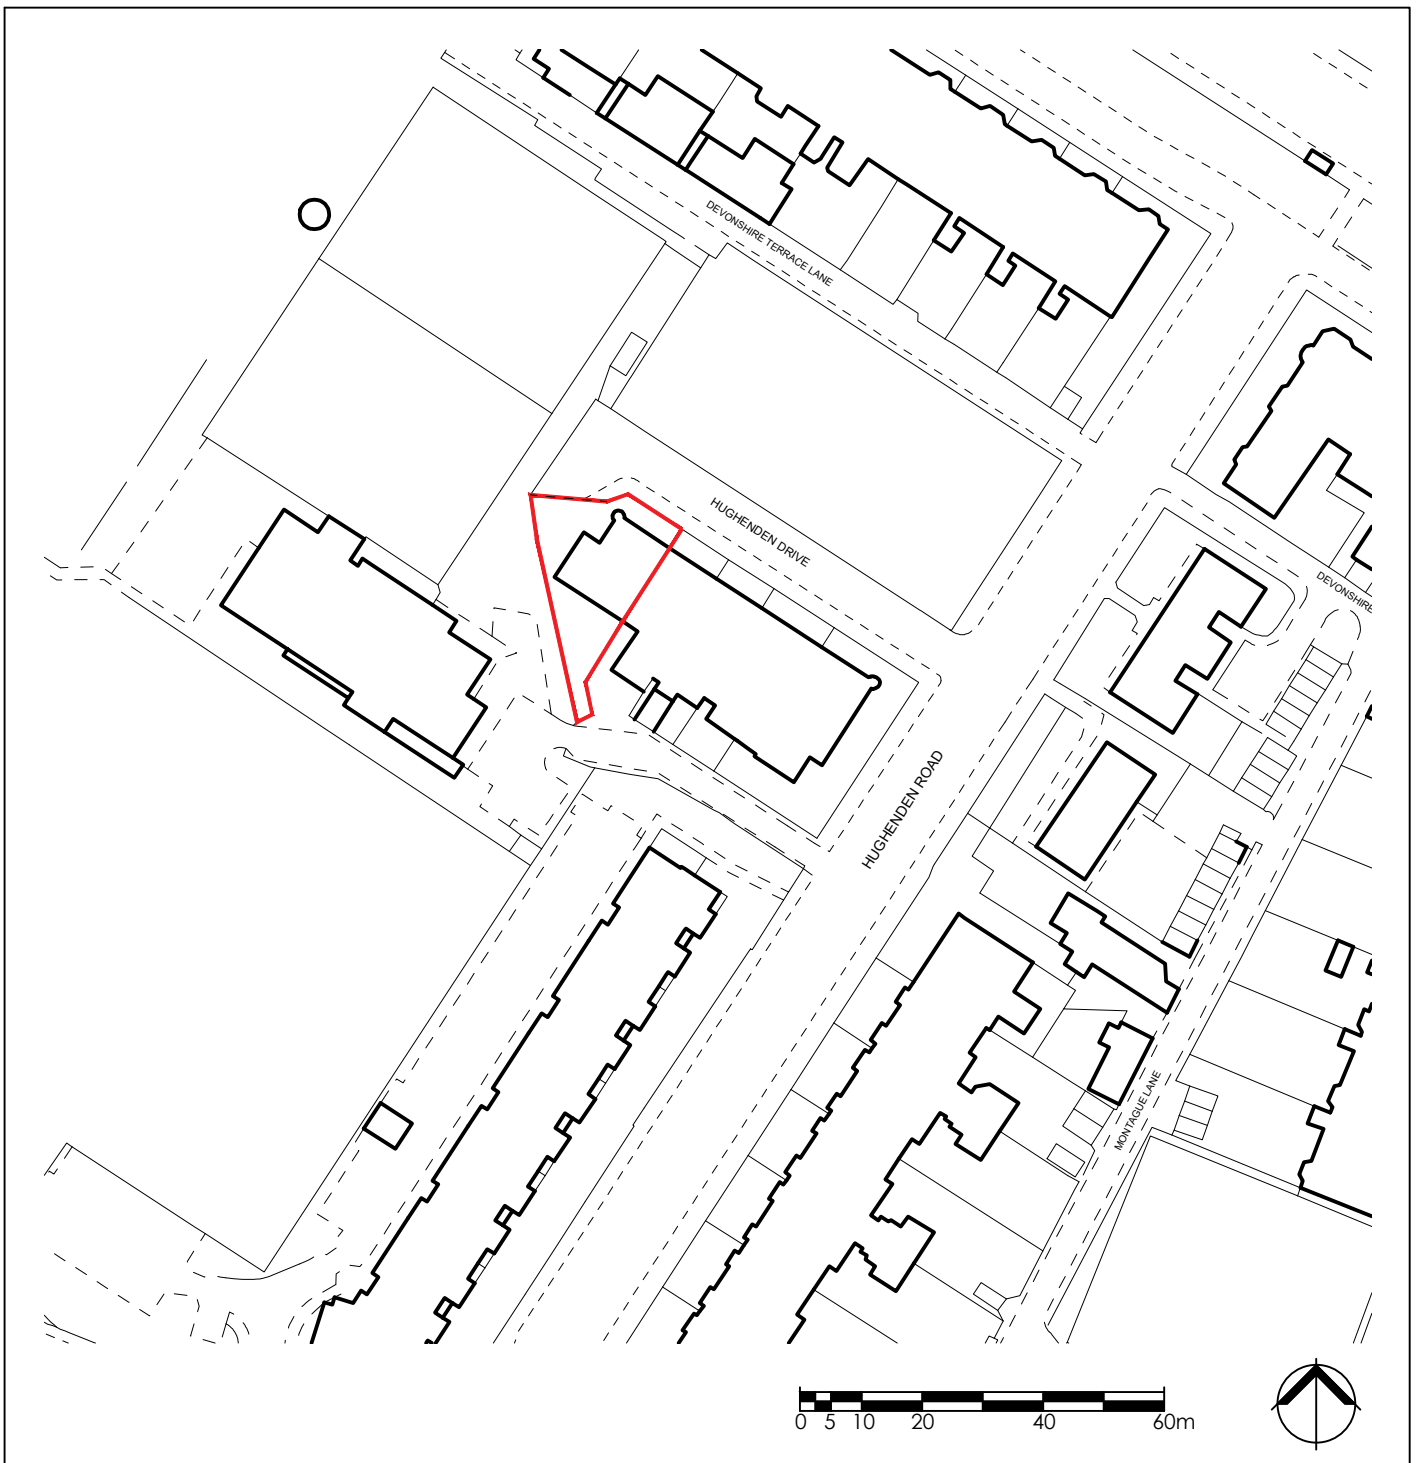 DEVONSHIRE TERRACE LANE
HUGHENDEN DRIVE
DEVONSHIRE
HUGHENDEN ROAD
MONTAGUE LANE
0 5 10 20 40 60m